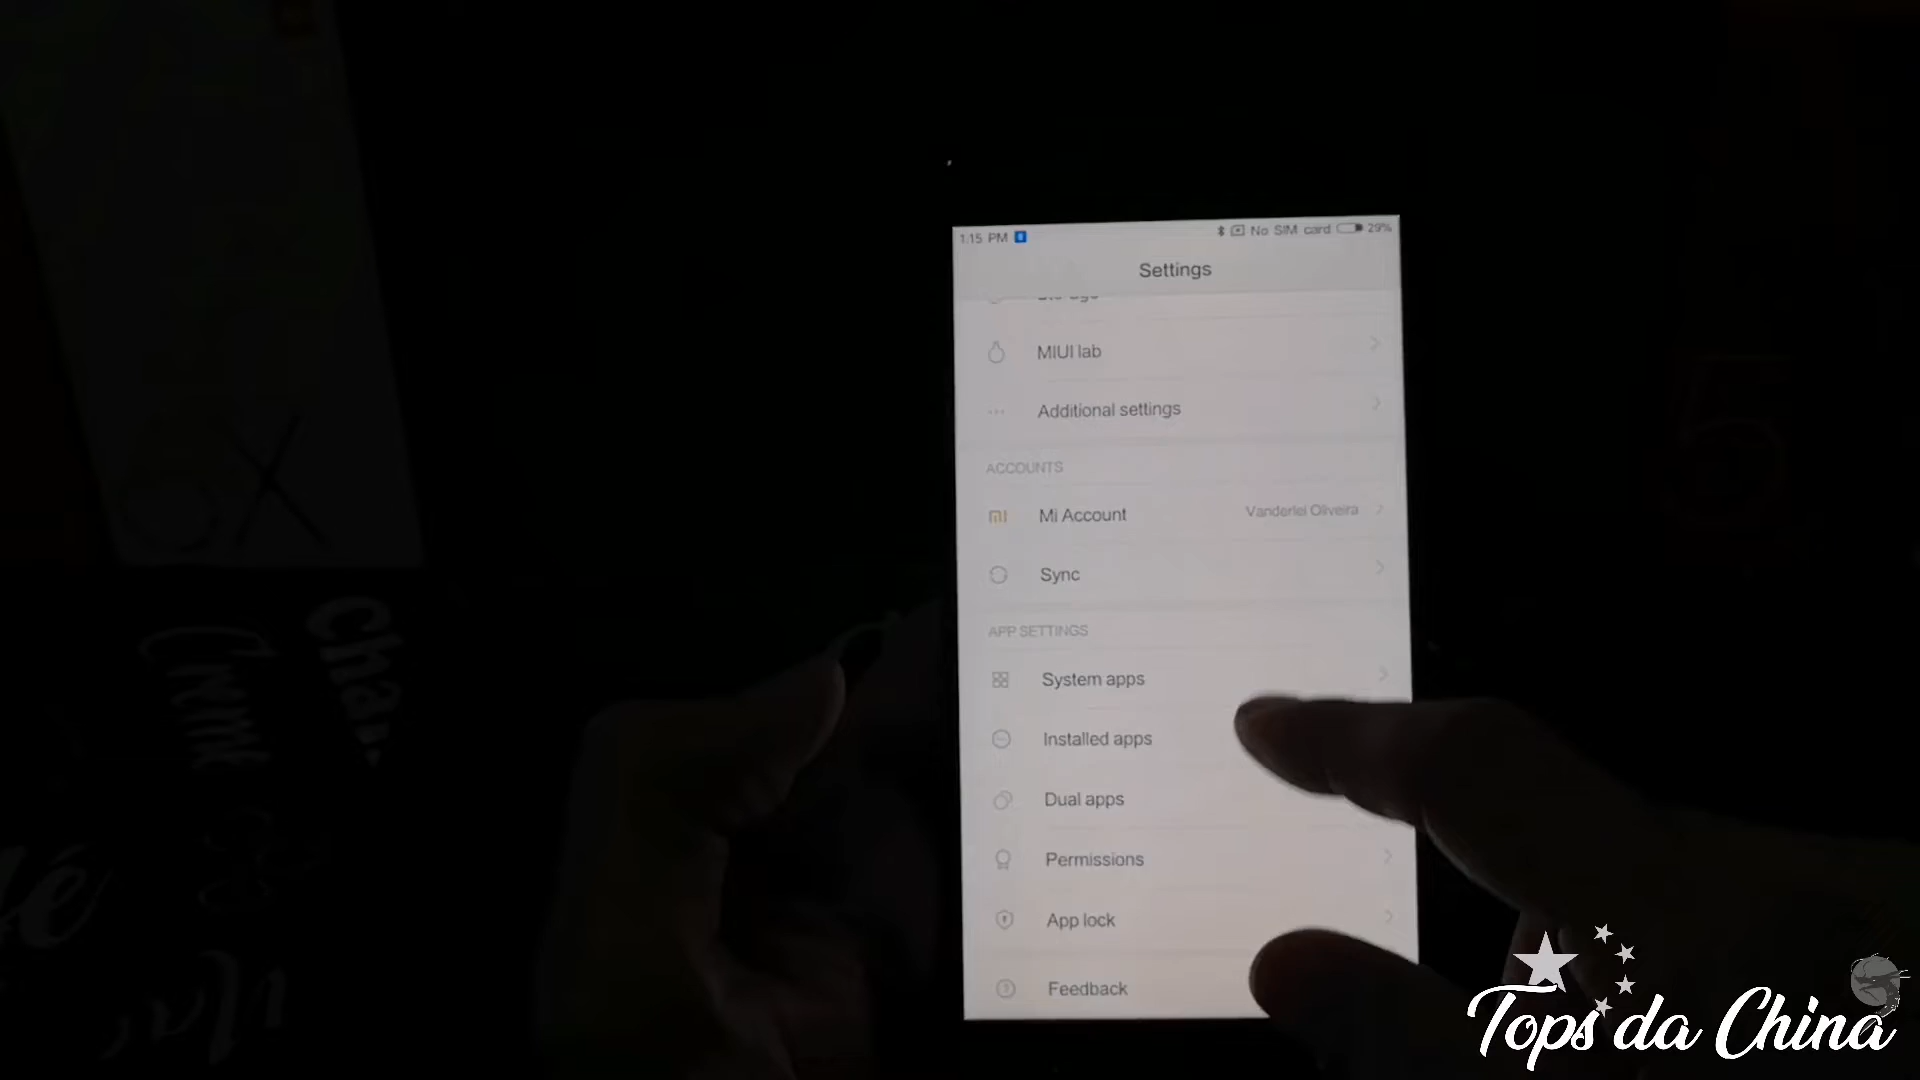 1:15 PM
No SIM card 29%
Settings
MIUI lab
Additional settings
ACCOUNTS
Mi Account
Vanderlei Oliveira
Sync
APP SETTINGS
System apps
Installed apps
Dual apps
Permissions
App lock
Feedback
Tops da China